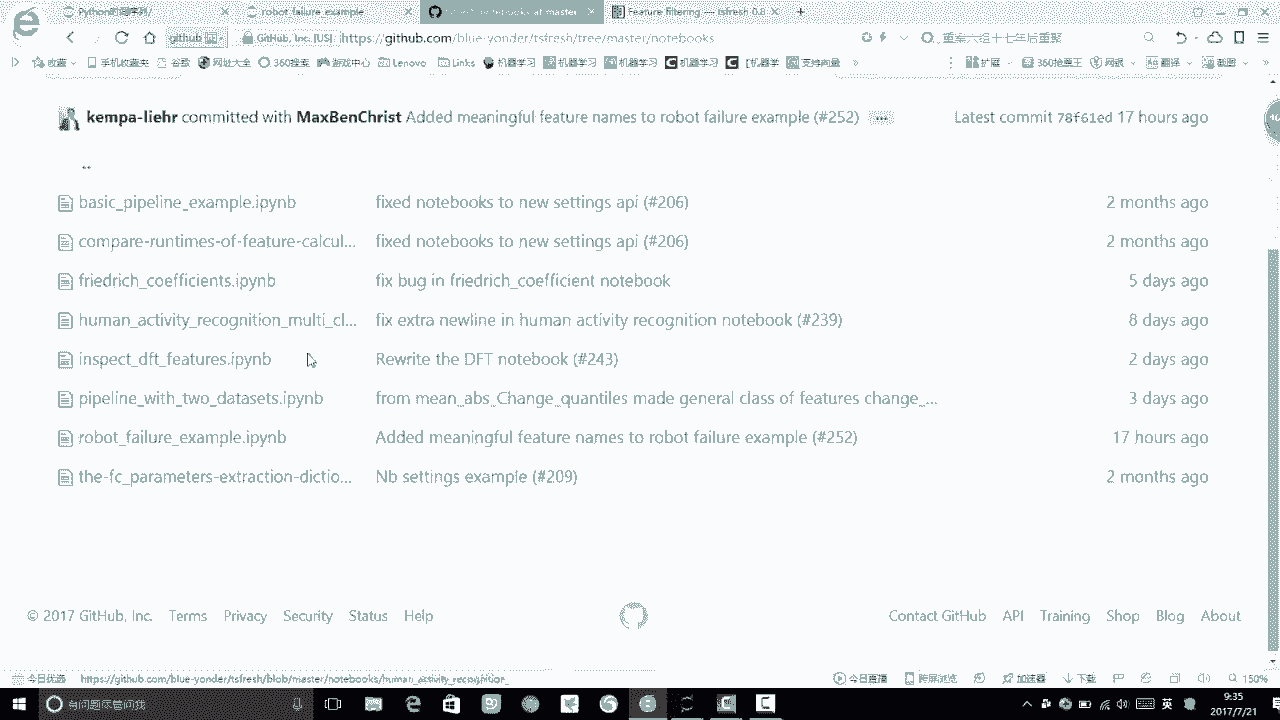 Python时间序列/
robot_failure_example
notebooks at master
Feature filtering — tsfresh 0.8
github
GitHub, Inc. [US]
https://github.com/blue-yonder/tsfresh/tree/master/notebooks
重案六组十七年后重聚
收藏 手机收藏夹 谷歌 网址大全 360搜索 游戏中心 Lenovo Links 机器学习 机器学习 机器学习 机器学习 【机器学 支持向量 扩展 360抢票王 网银 翻译 截图
kempa-liehr committed with MaxBenChrist Added meaningful feature names to robot failure example (#252) ... Latest commit 78f61ed 17 hours ago
..
basic_pipeline_example.ipynb fixed notebooks to new settings api (#206) 2 months ago
compare-runtimes-of-feature-calcul... fixed notebooks to new settings api (#206) 2 months ago
friedrich_coefficients.ipynb fix bug in friedrich_coefficient notebook 5 days ago
human_activity_recognition_multi_cl... fix extra newline in human activity recognition notebook (#239) 8 days ago
inspect_dft_features.ipynb Rewrite the DFT notebook (#243) 2 days ago
pipeline_with_two_datasets.ipynb from mean_abs_Change_quantiles made general class of features change_... 3 days ago
robot_failure_example.ipynb Added meaningful feature names to robot failure example (#252) 17 hours ago
the-fc_parameters-extraction-dictio... Nb settings example (#209) 2 months ago
© 2017 GitHub, Inc. Terms Privacy Security Status Help Contact GitHub API Training Shop Blog About
今日优选 https://github.com/blue-yonder/tsfresh/blob/master/notebooks/human_activity_recognition_ 今日直播 跨屏浏览 加速器 下载 150%
有问题尽管问我 英 9:35
2017/7/21